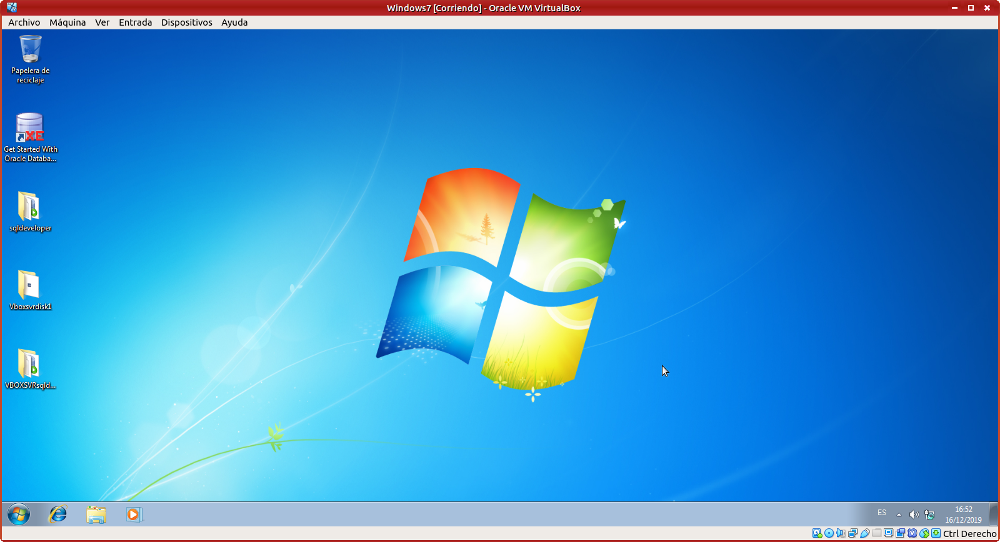 Windows7 [Corriendo] - Oracle VM VirtualBox
Archivo Máquina Ver Entrada Dispositivos Ayuda
Papelera de
reciclaje
XE
Get Started With
Oracle Databa...
sqldeveloper
Vboxsvrdisk1
VBOXSVRsqld...
ES
16:52
16/12/2019
Ctrl Derecho